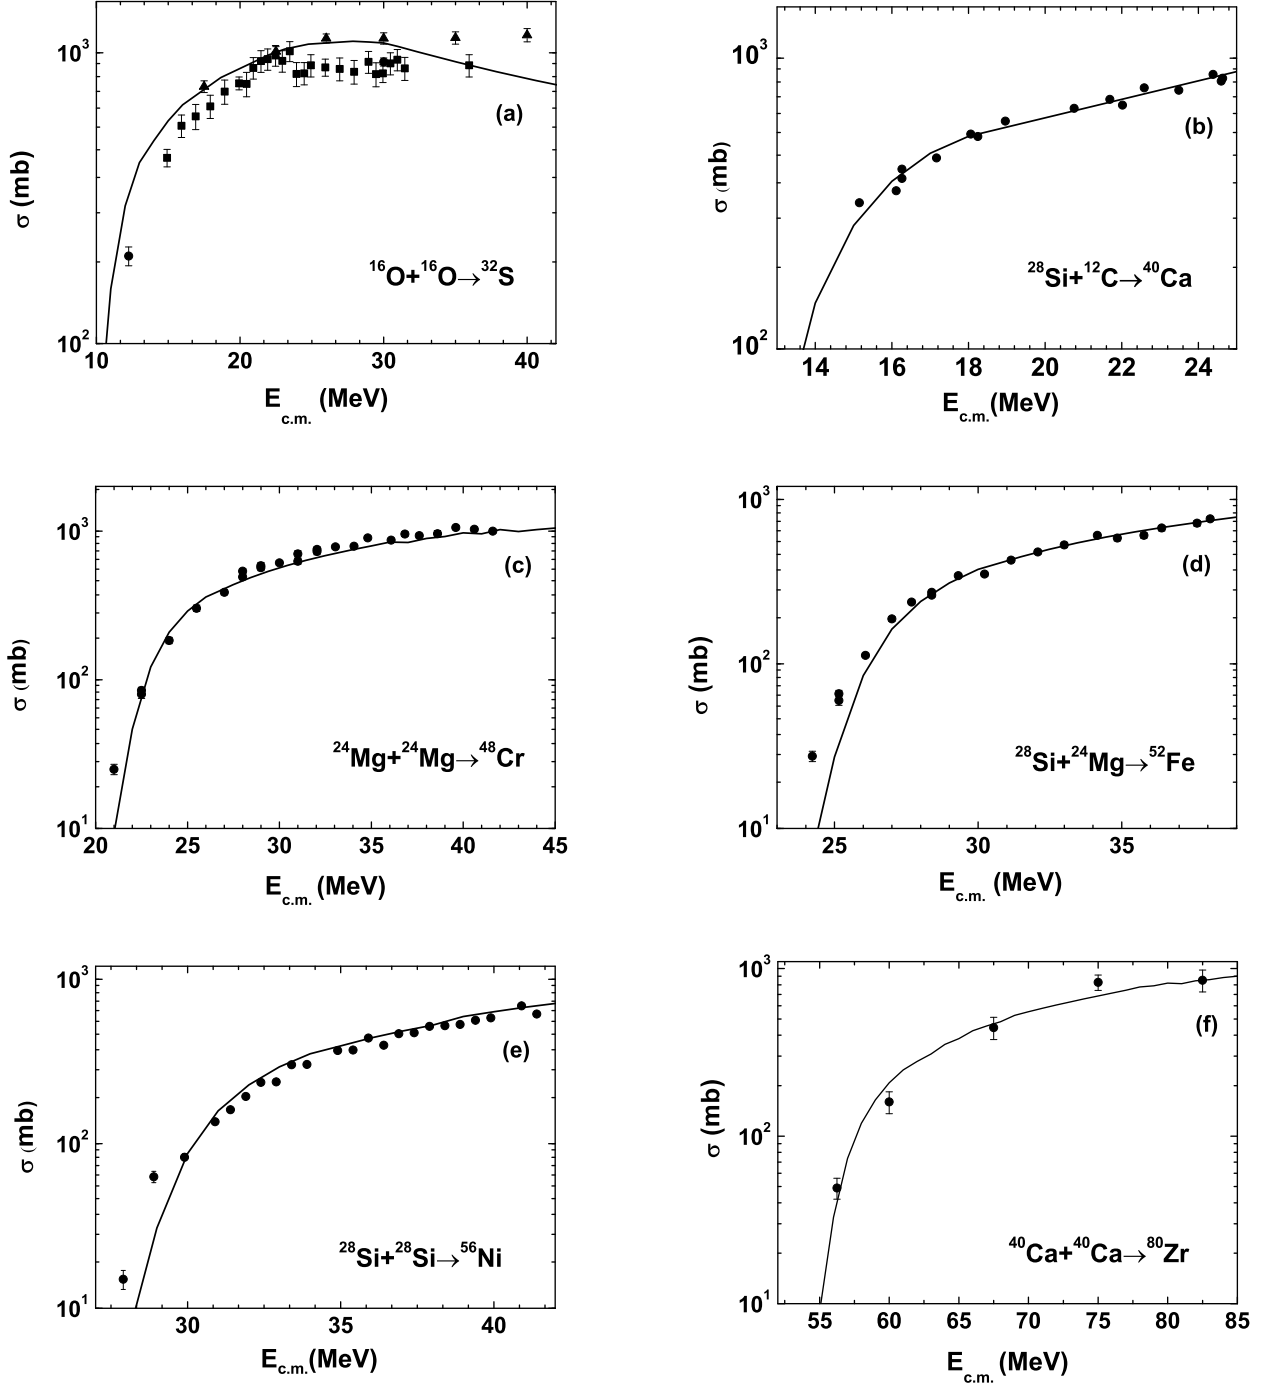 10³
(a)
σ (mb)
¹⁶O+¹⁶O→³²S
10²
10 20 30 40
E c.m. (MeV)
10³
(b)
σ (mb)
²⁸Si+¹²C→⁴⁰Ca
10²
14 16 18 20 22 24
E c.m. (MeV)
10³
(c)
10²
σ (mb)
²⁴Mg+²⁴Mg→⁴⁸Cr
10¹
20 25 30 35 40 45
E c.m. (MeV)
10³
(d)
10²
σ (mb)
²⁸Si+²⁴Mg→⁵²Fe
10¹
25 30 35
E c.m. (MeV)
10³
(e)
10²
σ (mb)
²⁸Si+²⁸Si→⁵⁶Ni
10¹
30 35 40
E c.m. (MeV)
10³
(f)
10²
σ (mb)
⁴⁰Ca+⁴⁰Ca→⁸⁰Zr
10¹
55 60 65 70 75 80 85
E c.m. (MeV)